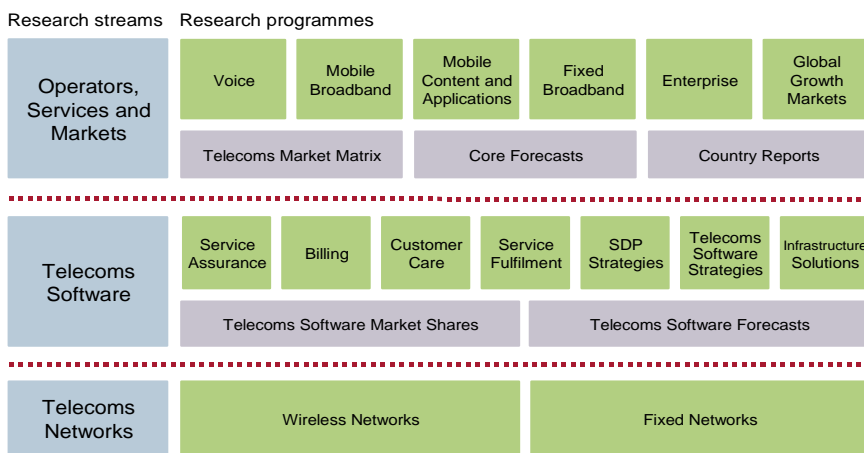 Research streams
Research programmes
Operators,
Services and
Markets
Voice
Mobile
Broadband
Mobile
Content and
Applications
Fixed
Broadband
Enterprise
Global
Growth
Markets
Telecoms Market Matrix
Core Forecasts
Country Reports
Telecoms
Software
Service
Assurance
Billing
Customer
Care
Service
Fulfilment
SDP
Strategies
Telecoms
Software
Strategies
Infrastructure
Solutions
Telecoms Software Market Shares
Telecoms Software Forecasts
Telecoms
Networks
Wireless Networks
Fixed Networks